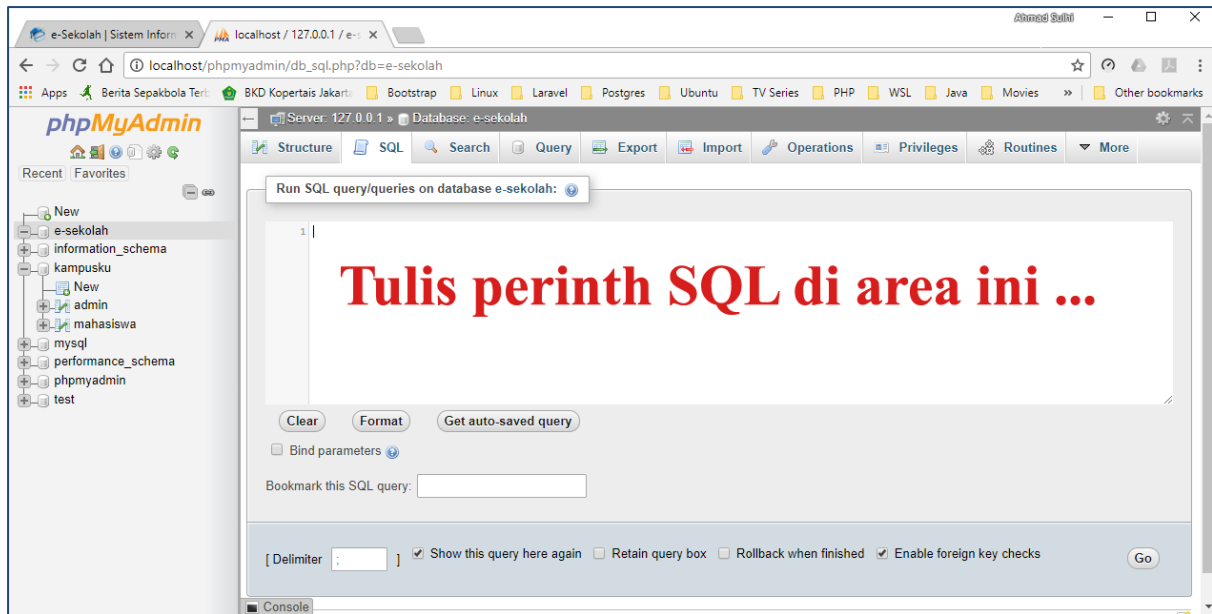 Ahmad Sulhi
e-Sekolah | Sistem Inform
localhost / 127.0.0.1 / e-s
localhost/phpmyadmin/db_sql.php?db=e-sekolah
Apps Berita Sepakbola Terb BKD Kopertais Jakarta Bootstrap Linux Laravel Postgres Ubuntu TV Series PHP WSL Java Movies » Other bookmarks
phpMyAdmin
Recent Favorites
New
e-sekolah
information_schema
kampusku
New
admin
mahasiswa
mysql
performance_schema
phpmyadmin
test
Server: 127.0.0.1 » Database: e-sekolah
Structure SQL Search Query Export Import Operations Privileges Routines More
Run SQL query/queries on database e-sekolah:
1
Tulis perinth SQL di area ini ...
Clear Format Get auto-saved query
Bind parameters
Bookmark this SQL query:
[ Delimiter ; ] Show this query here again Retain query box Rollback when finished Enable foreign key checks Go
Console